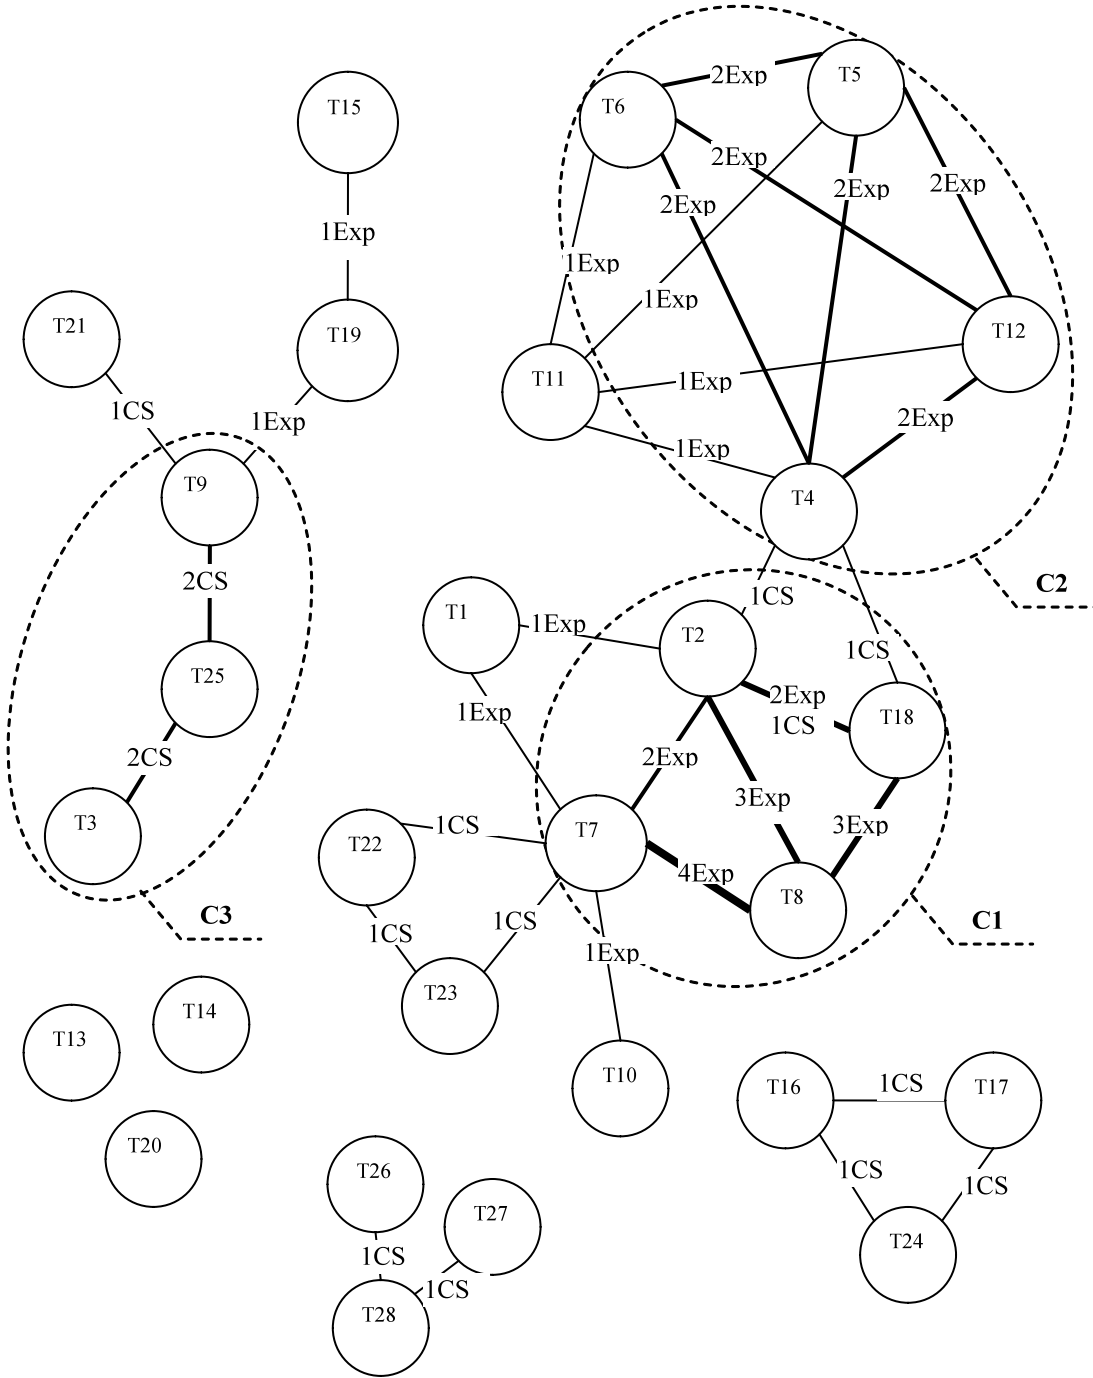 T5
2Exp
T6
T15
2Exp
2Exp
2Exp
2Exp
1Exp
1Exp
1Exp
T21
T19
T12
T11
1Exp
1CS
1Exp
2Exp
1Exp
T9
T4
2CS
C2
1CS
T1
1Exp
T2
1CS
T25
2Exp
1Exp
T18
1CS
2CS
2Exp
3Exp
T3
1CS
T7
3Exp
T22
4Exp
T8
C3
1CS
C1
1CS
1Exp
T23
T14
T13
T10
1CS
T16
T17
T20
T26
1CS
1CS
T27
T24
1CS
1CS
T28